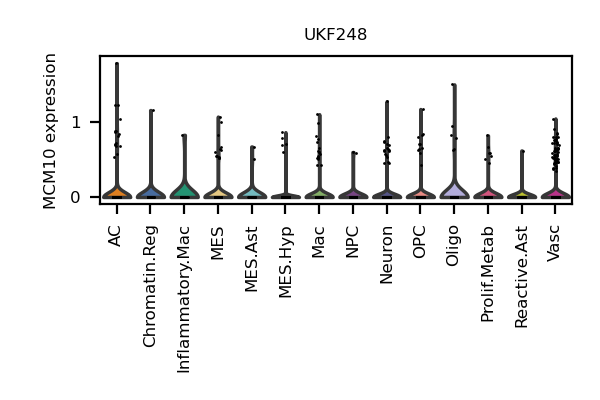 UKF248
MCM10 expression
1
0
AC
Chromatin.Reg
Inflammatory.Mac
MES
MES.Ast
MES.Hyp
Mac
NPC
Neuron
OPC
Oligo
Prolif.Metab
Reactive.Ast
Vasc